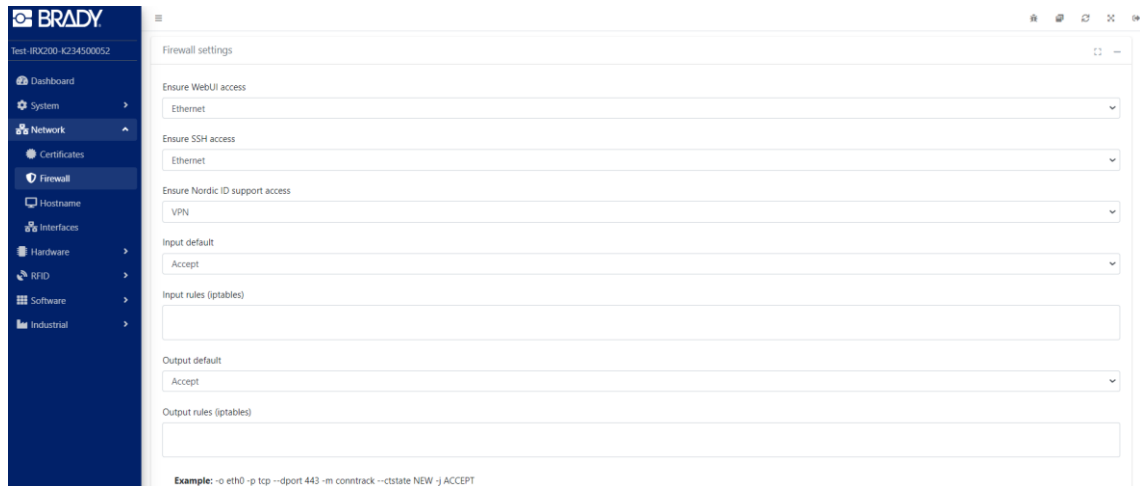 BRADY.
Test-IRX200-K234500052
Dashboard
System
Network
Certificates
Firewall
Hostname
Interfaces
Hardware
RFID
Software
Industrial
Firewall settings
Ensure WebUI access
Ethernet
Ensure SSH access
Ethernet
Ensure Nordic ID support access
VPN
Input default
Accept
Input rules (iptables)
Output default
Accept
Output rules (iptables)
Example: -o eth0 -p tcp --dport 443 -m conntrack --ctstate NEW -j ACCEPT